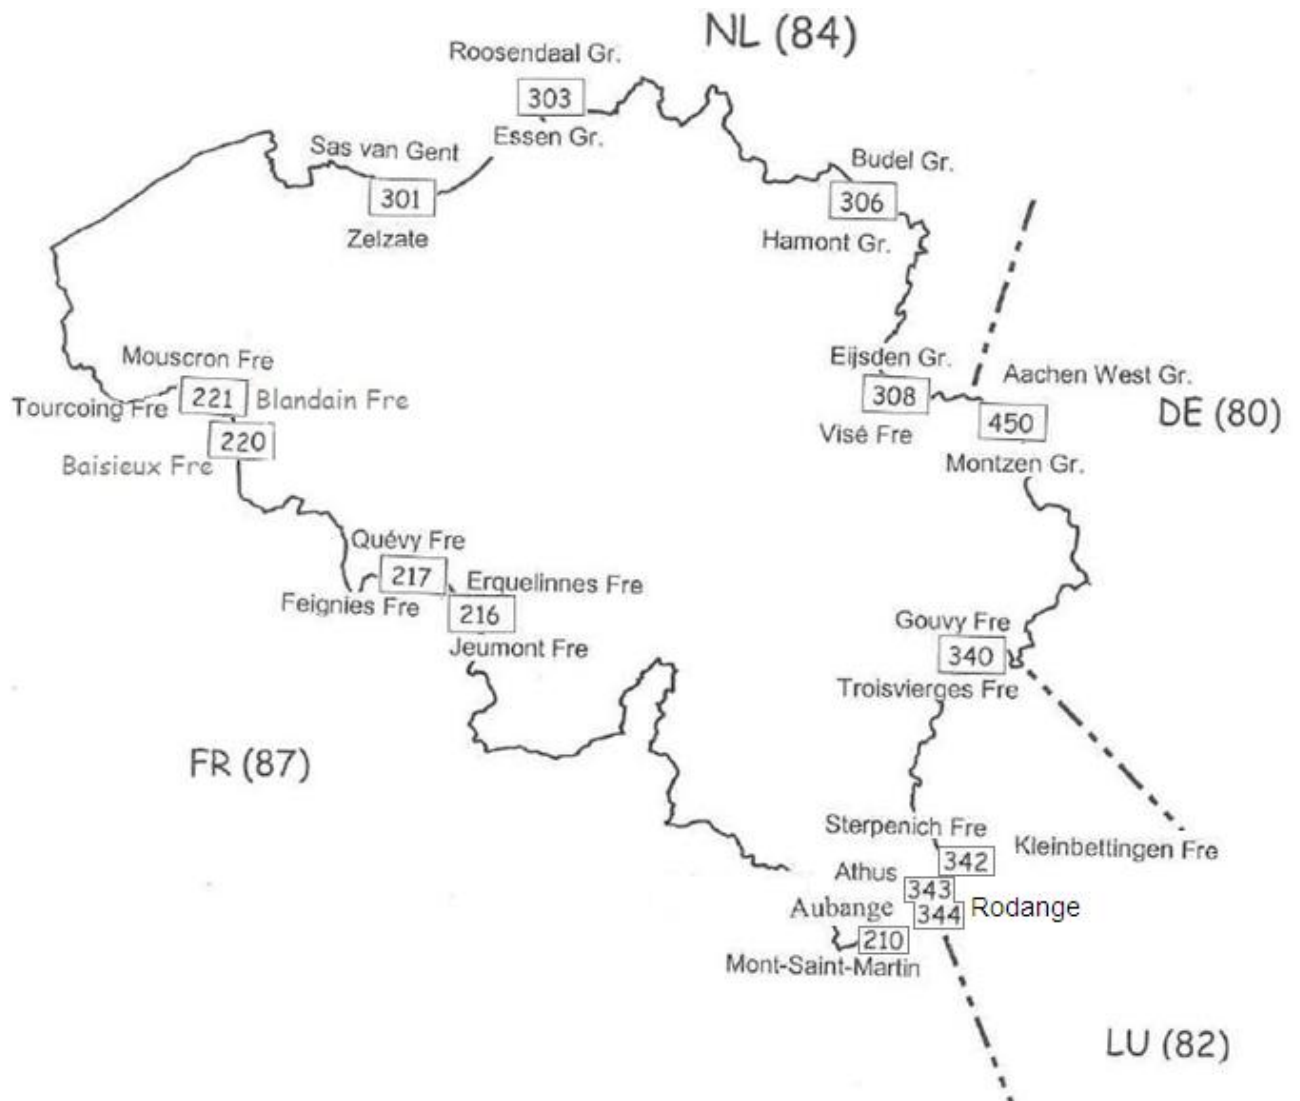 NL (84)
Roosendaal Gr.
303
Essen Gr.
Sas van Gent
301
Zelzate
Budel Gr.
306
Hamont Gr.
Mouscron Fre
221
Blandain Fre
Tourcoing Fre
220
Baisieux Fre
Eijsden Gr.
308
Visé Fre
Aachen West Gr.
450
DE (80)
Montzen Gr.
Quévy Fre
217
Feignies Fre
Erquelinnes Fre
216
Jeumont Fre
Gouvy Fre
340
Troisvierges Fre
FR (87)
Sterpenich Fre
342
Kleinbettingen Fre
Athus
343
Aubange
344
Rodange
210
Mont-Saint-Martin
LU (82)